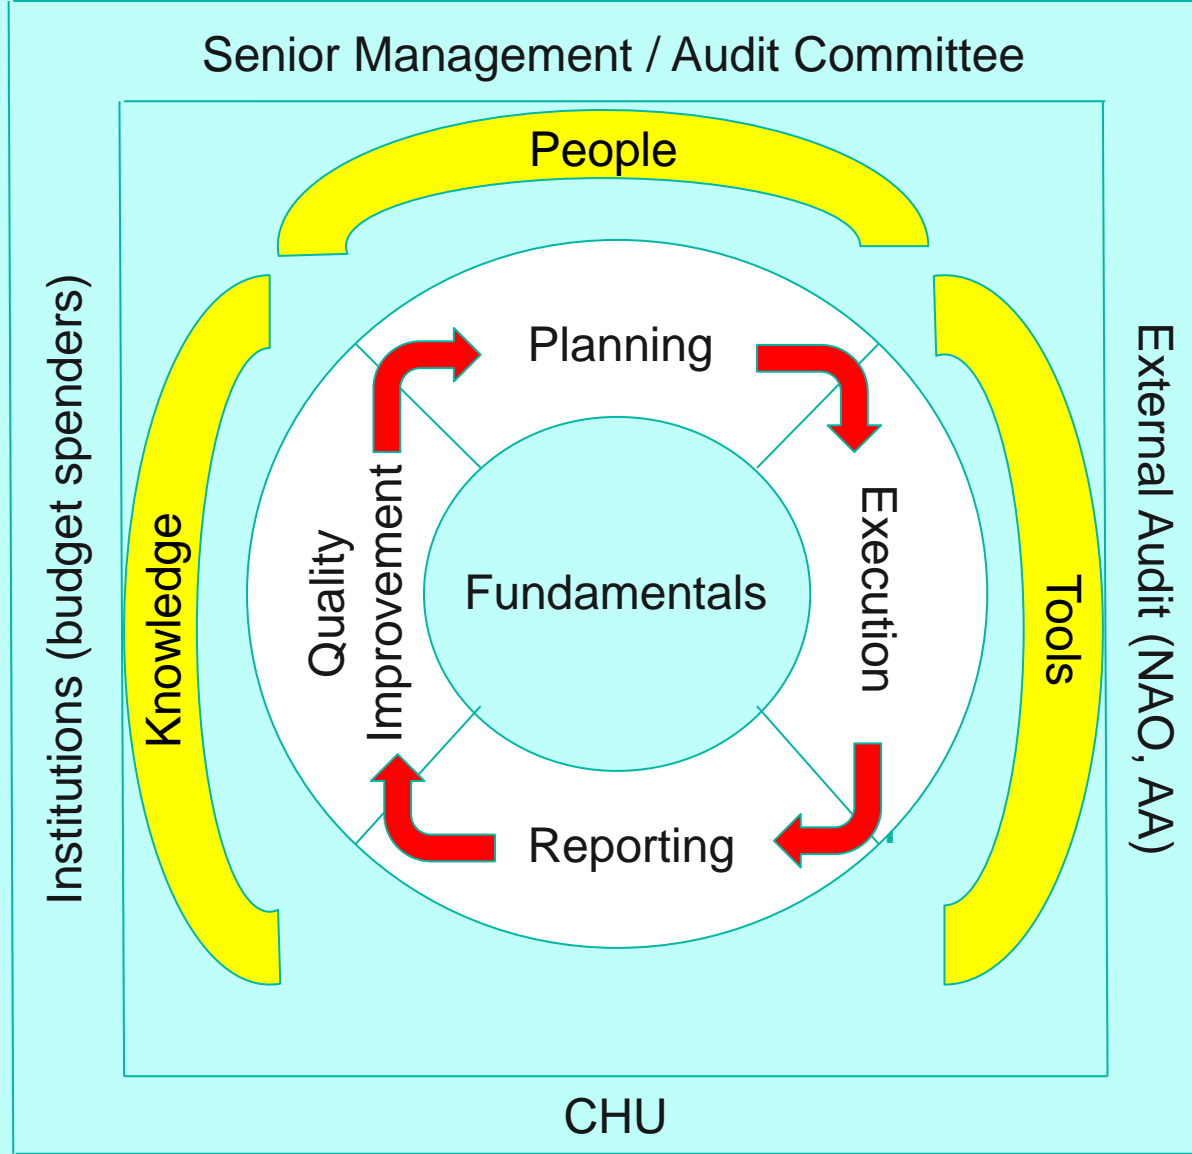 Senior Management / Audit Committee
People
Planning
Institutions (budget spenders)
Knowledge
Quality
Improvement
Fundamentals
Execution
Tools
External Audit (NAO, AA)
Reporting
CHU